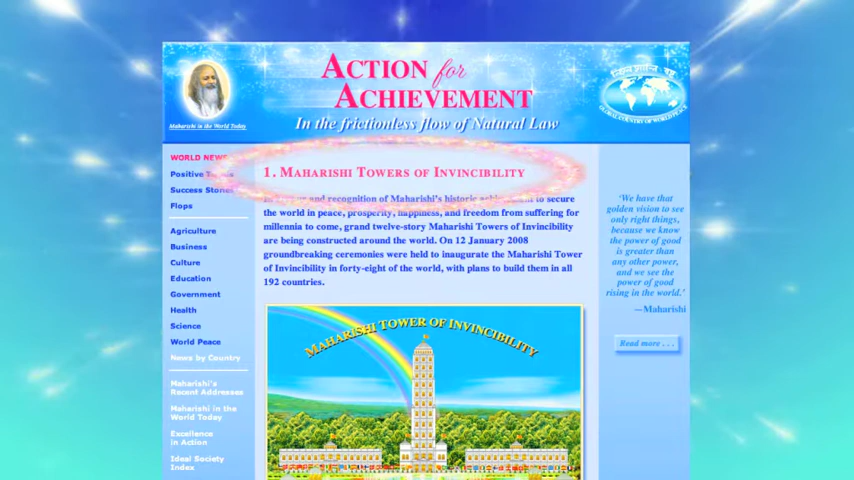 ACTION for
ACHIEVEMENT
In the frictionless flow of Natural Law
Maharishi in the World Today
GLOBAL COUNTRY OF WORLD PEACE
WORLD NEWS
Positive
Success Stories
Flops
Agriculture
Business
Culture
Education
Government
Health
Science
World Peace
News by Country
Maharishi's
Recent Addresses
Maharishi in the
World Today
Excellence
in Action
Ideal Society
Index
1. MAHARISHI TOWERS OF INVINCIBILITY
and recognition of Maharishi's historic to secure
the world in peace, prosperity, happiness, and freedom from suffering for
millennia to come, grand twelve-story Maharishi Towers of Invincibility
are being constructed around the world. On 12 January 2008
groundbreaking ceremonies were held to inaugurate the Maharishi Tower
of Invincibility in forty-eight of the world, with plans to build them in all
192 countries.
MAHARISHI TOWER OF INVINCIBILITY
'We have that
golden vision to see
only right things,
because we know
the power of good
is greater than
any other power,
and we see the
power of good
rising in the world.'
—Maharishi
Read more . . .